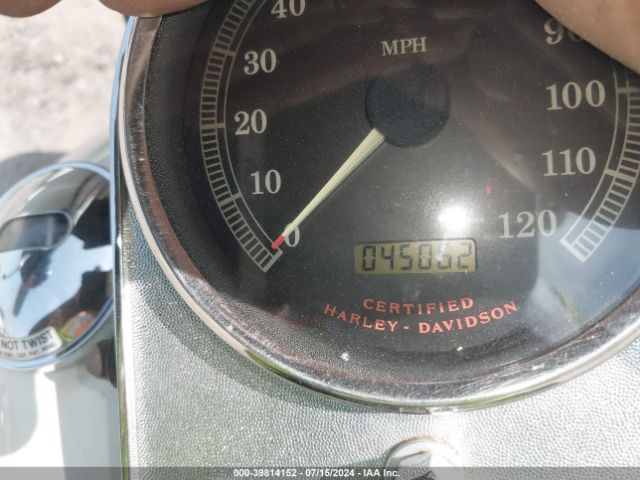 40
30
20
10
0
MPH
90
100
110
120
045062
CERTIFIED
HARLEY - DAVIDSON
NOT TWIST
000-39814152 - 07/15/2024 - IAA Inc.